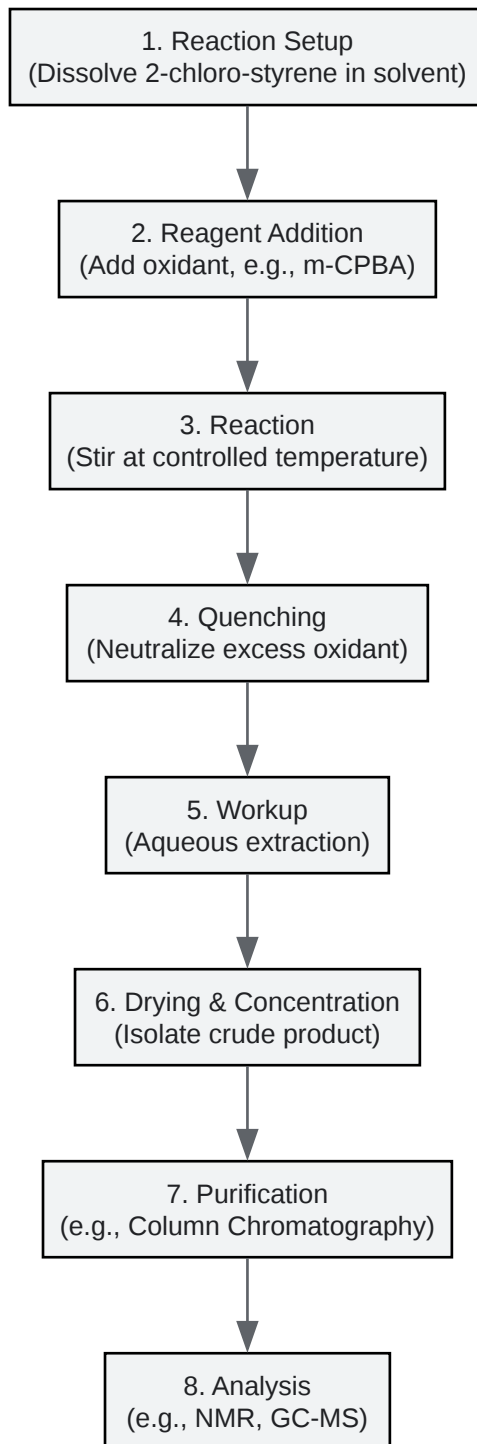 1. Reaction Setup
(Dissolve 2-chloro-styrene in solvent)
2. Reagent Addition
(Add oxidant, e.g., m-CPBA)
3. Reaction
(Stir at controlled temperature)
4. Quenching
(Neutralize excess oxidant)
5. Workup
(Aqueous extraction)
6. Drying & Concentration
(Isolate crude product)
7. Purification
(e.g., Column Chromatography)
8. Analysis
(e.g., NMR, GC-MS)